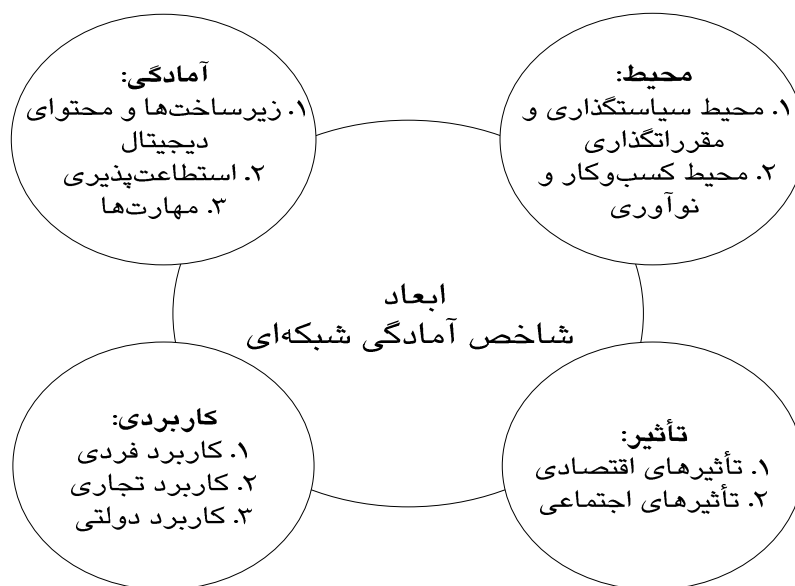 محیط:
۱. محیط سیاستگذاری و
مقرراتگذاری
۲. محیط کسب‌وکار و
نوآوری
آمادگی:
۱. زیرساخت‌ها و محتوای
دیجیتال
۲. استطاعت‌پذیری
۳. مهارت‌ها
ابعاد
شاخص آمادگی شبکه‌ای
تأثیر:
۱. تأثیرهای اقتصادی
۲. تأثیرهای اجتماعی
کاربردی:
۱. کاربرد فردی
۲. کاربرد تجاری
۳. کاربرد دولتی